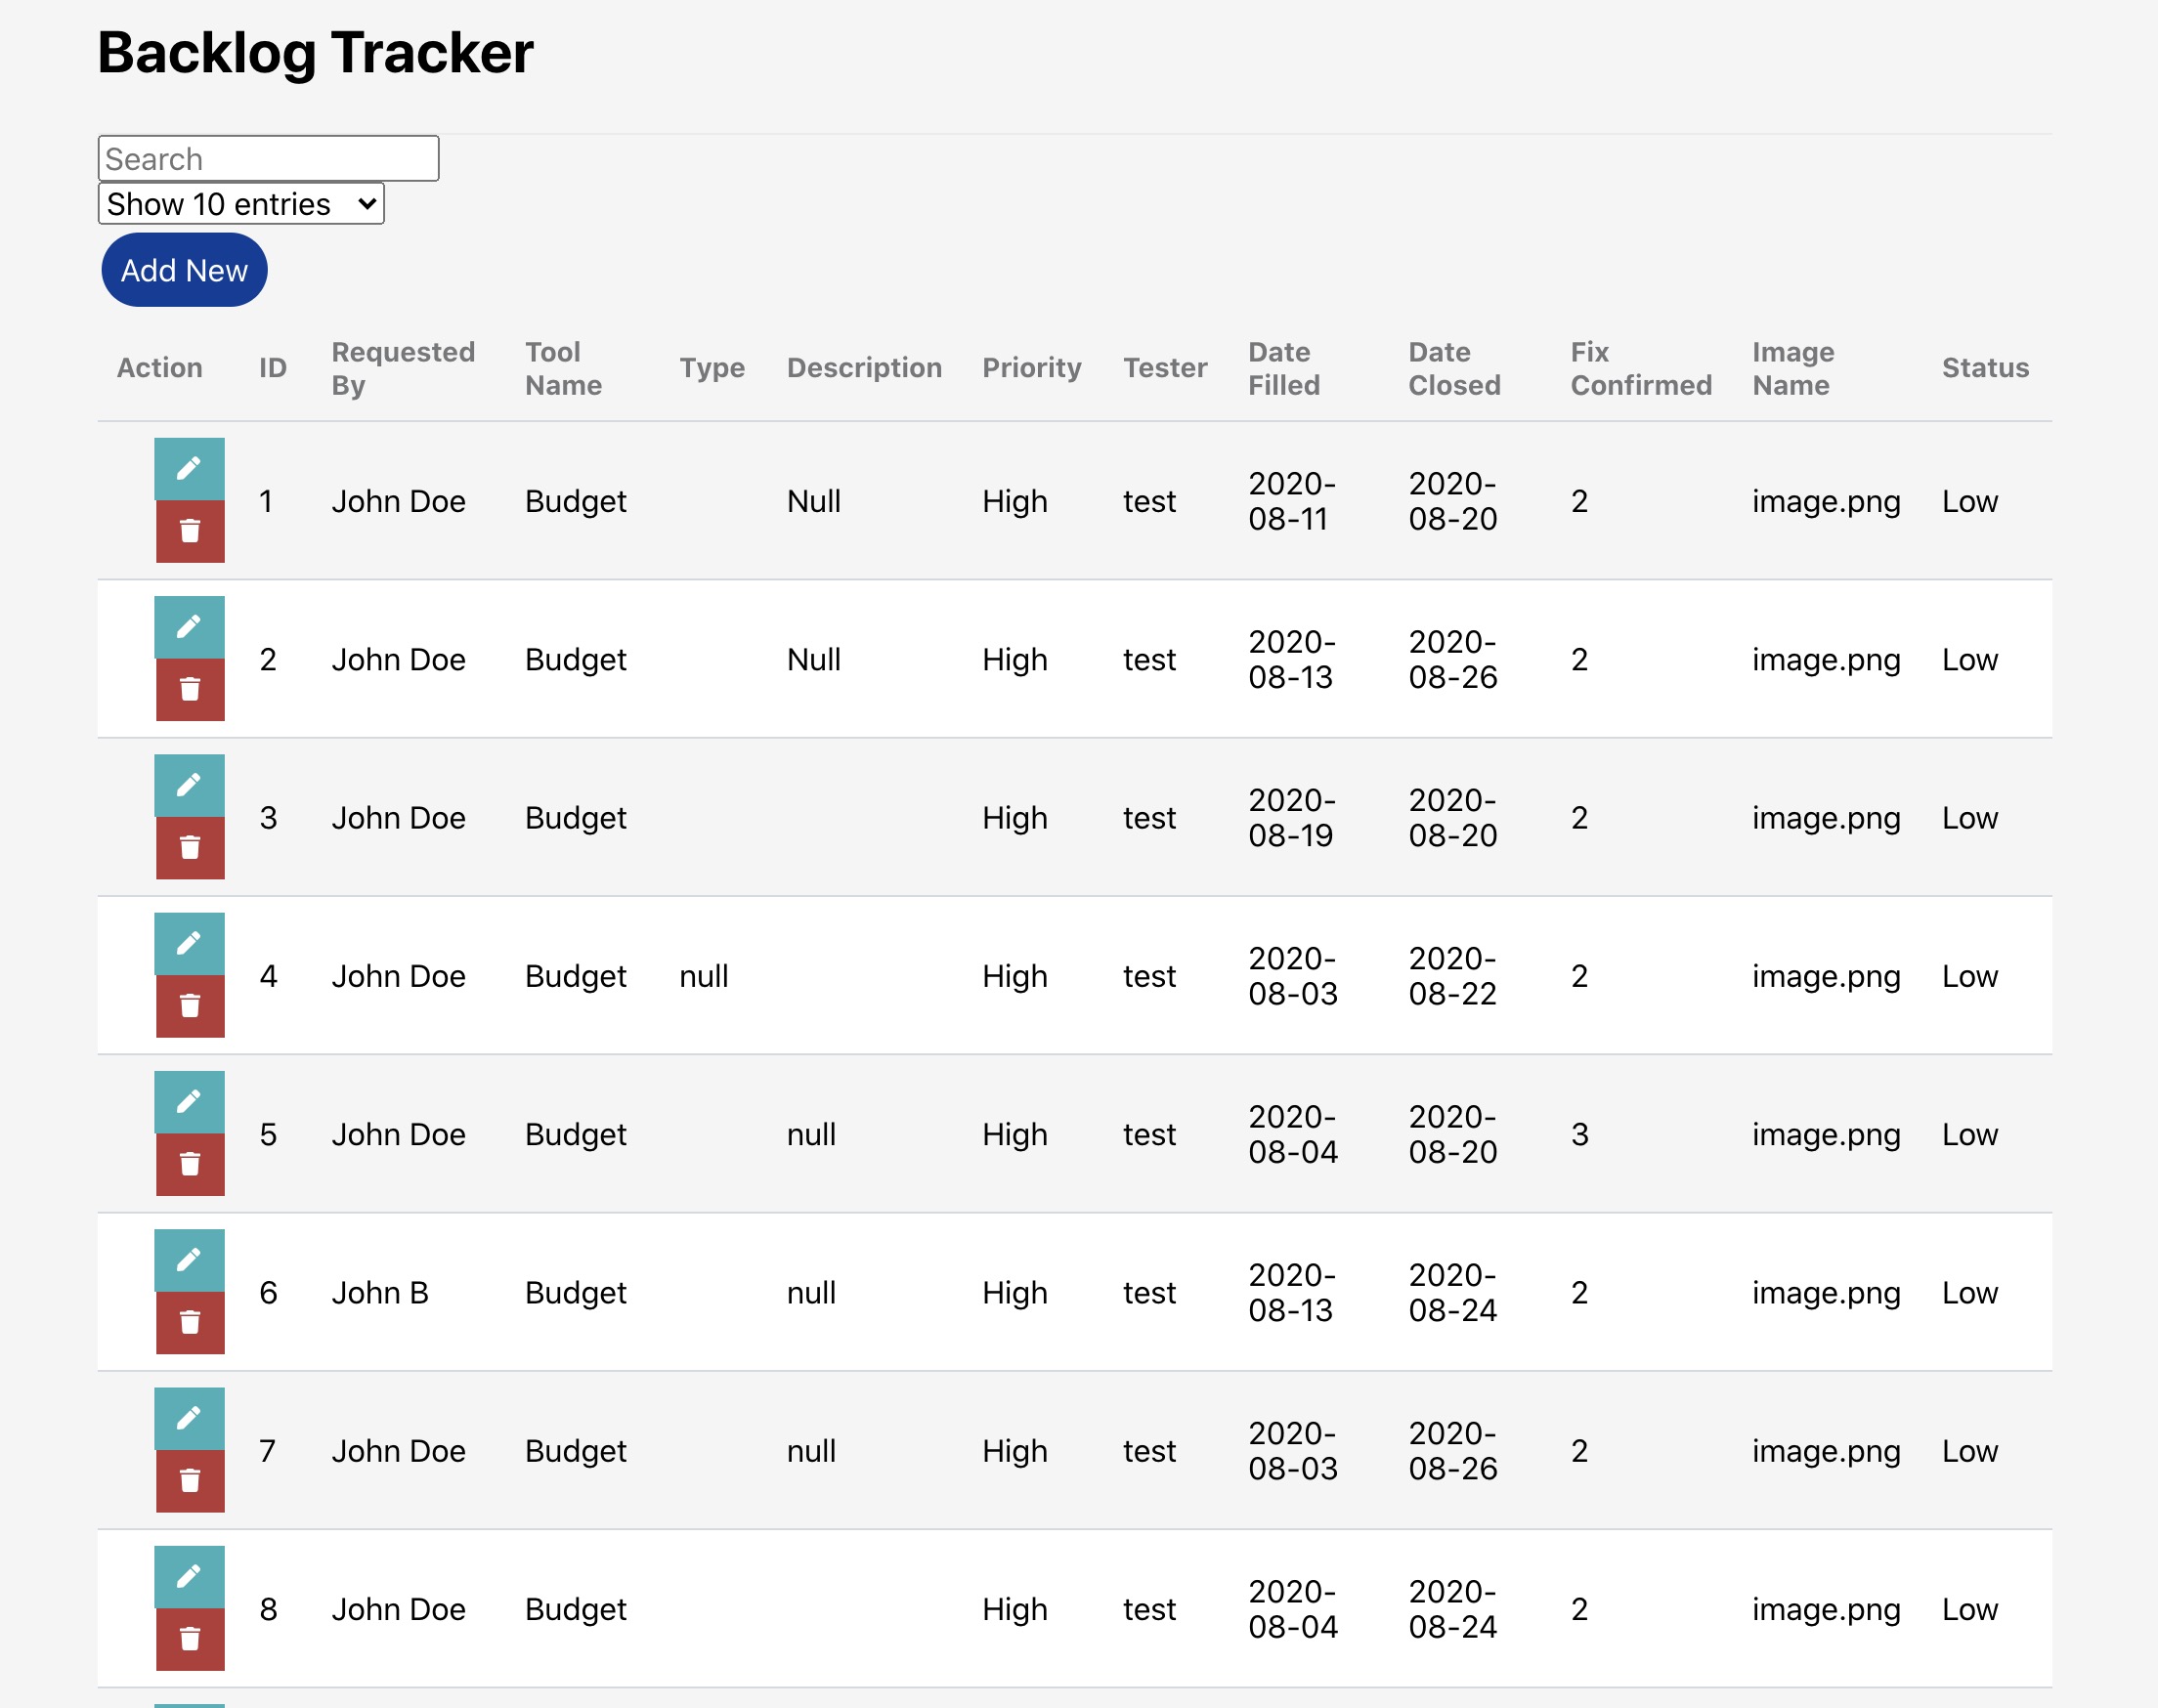 Backlog Tracker
Search
Show 10 entries
Add New
Action ID Requested By Tool Name Type Description Priority Tester Date Filled Date Closed Fix Confirmed Image Name Status
1 John Doe Budget Null High test 2020-08-11 2020-08-20 2 image.png Low
2 John Doe Budget Null High test 2020-08-13 2020-08-26 2 image.png Low
3 John Doe Budget High test 2020-08-19 2020-08-20 2 image.png Low
4 John Doe Budget null High test 2020-08-03 2020-08-22 2 image.png Low
5 John Doe Budget null High test 2020-08-04 2020-08-20 3 image.png Low
6 John B Budget null High test 2020-08-13 2020-08-24 2 image.png Low
7 John Doe Budget null High test 2020-08-03 2020-08-26 2 image.png Low
8 John Doe Budget High test 2020-08-04 2020-08-24 2 image.png Low